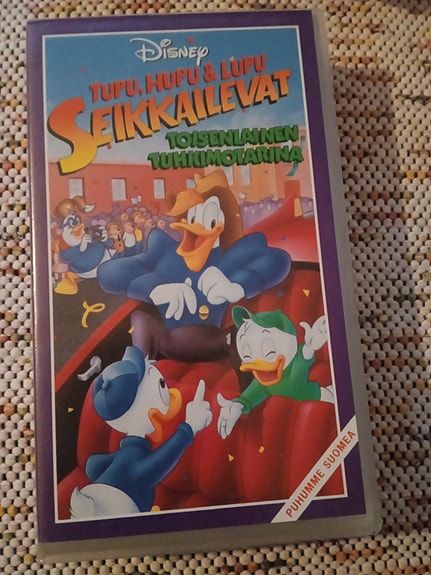 Disney
TUPU, HUPU & LUPU
SEIKKAILEVAT
TOISENLAINEN
TUHKIMOTARINA
PUHUMME SUOMEA